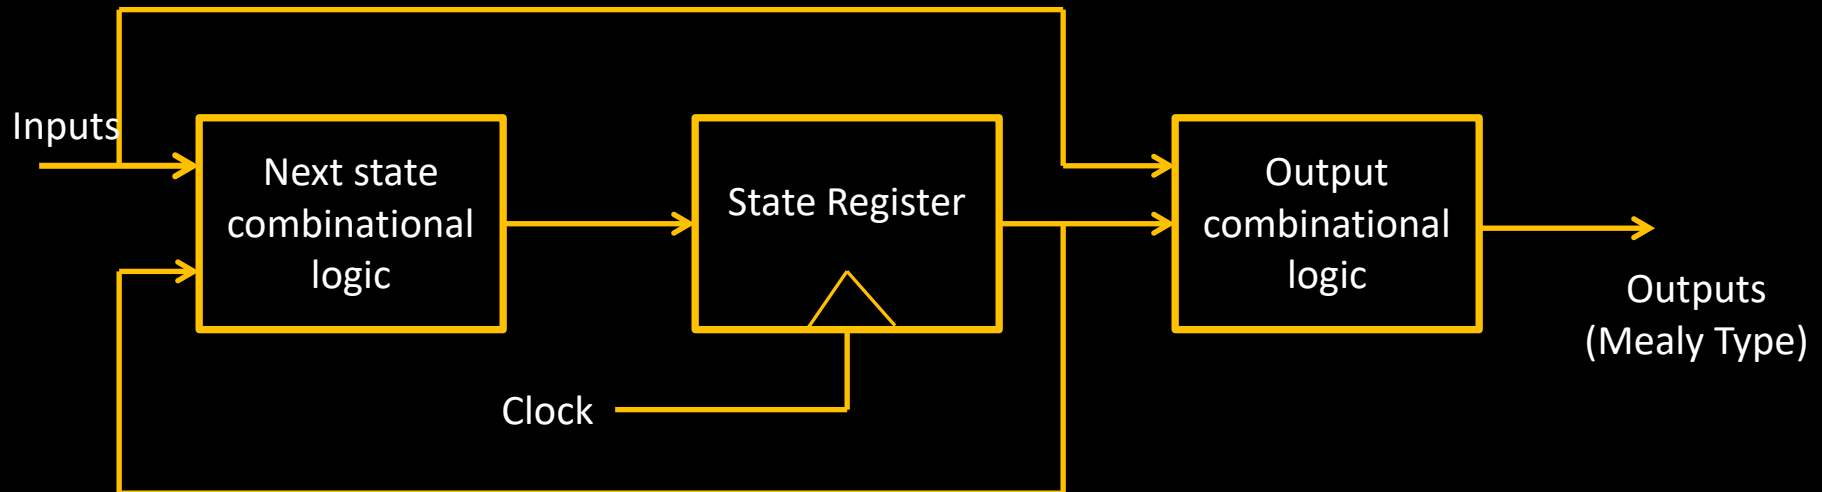 Inputs
Next state
combinational
logic
State Register
Output
combinational
logic
Clock
Outputs
(Mealy Type)